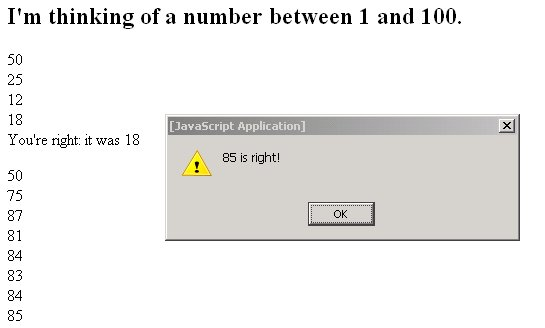 I'm thinking of a number between 1 and 100.
50
25
12
18
You're right: it was 18
50
75
87
81
84
83
84
85
[JavaScript Application]
85 is right!
OK